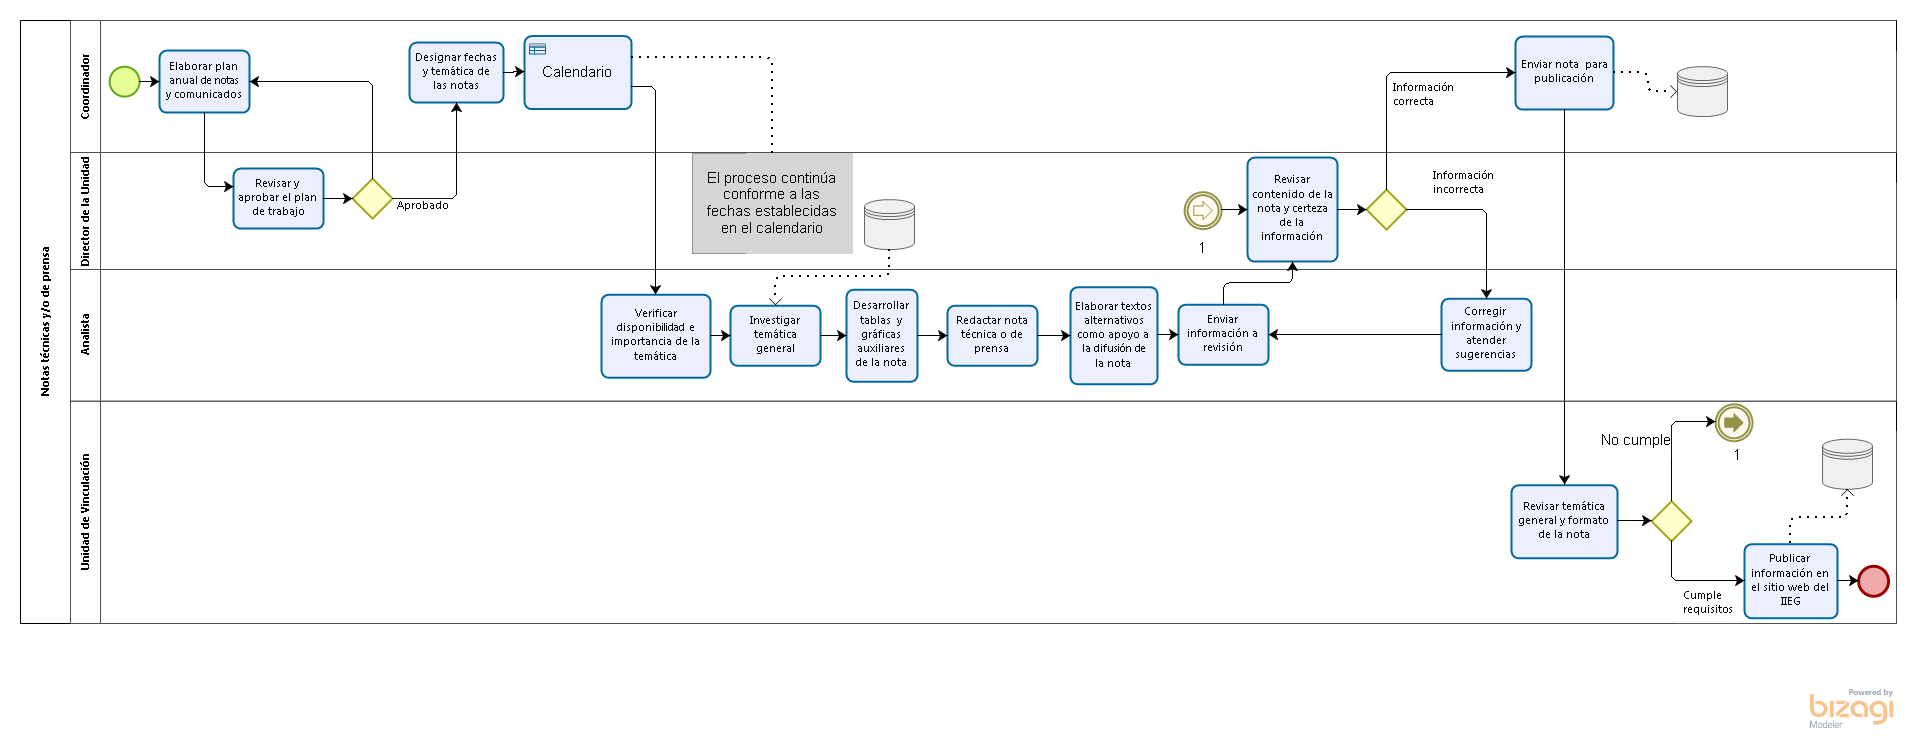 Notas técnicas y/o de prensa
Coordinador
Elaborar plan
anual de notas
y comunicados
Designar fechas
y temática de
las notas
Calendario
Información
correcta
Enviar nota para
publicación
Director de la Unidad
Revisar y
aprobar el plan
de trabajo
Aprobado
El proceso continúa
conforme a las
fechas establecidas
en el calendario
1
Revisar
contenido de la
nota y certeza
de la
información
Información
incorrecta
Analista
Verificar
disponibilidad e
importancia de la
temática
Investigar
temática
general
Desarrollar
tablas y
gráficas
auxiliares
de la nota
Redactar nota
técnica o de
prensa
Elaborar textos
alternativos
como apoyo a
la difusión de
la nota
Enviar
información a
revisión
Corregir
información y
atender
sugerencias
Unidad de Vinculación
Revisar temática
general y formato
de la nota
No cumple
1
Cumple
requisitos
Publicar
información en
el sitio web del
IIEG
Powered by
bizagi
Modeler